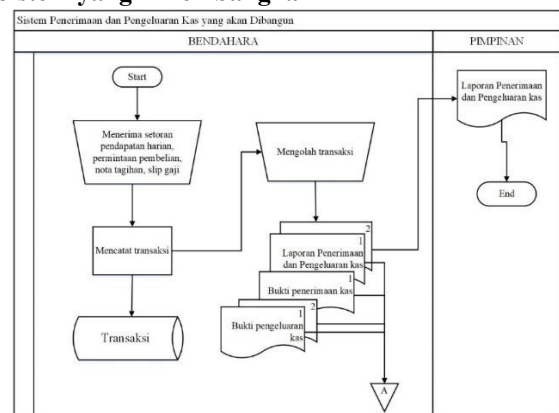 Sistem Penerimaan dan Pengeluaran Kas yang akan Dibangun
BENDAHARA
PIMPINAN
Start
Menerima setoran
pendapatan harian,
permintaan pembelian,
nota tagihan, slip gaji
Mencatat transaksi
Transaksi
Mengolah transaksi
2
1
Laporan Penerimaan
dan Pengeluaran kas
1
Bukti penerimaan kas
2
1
Bukti pengeluaran
kas
A
Laporan Penerimaan
dan Pengeluaran kas
End